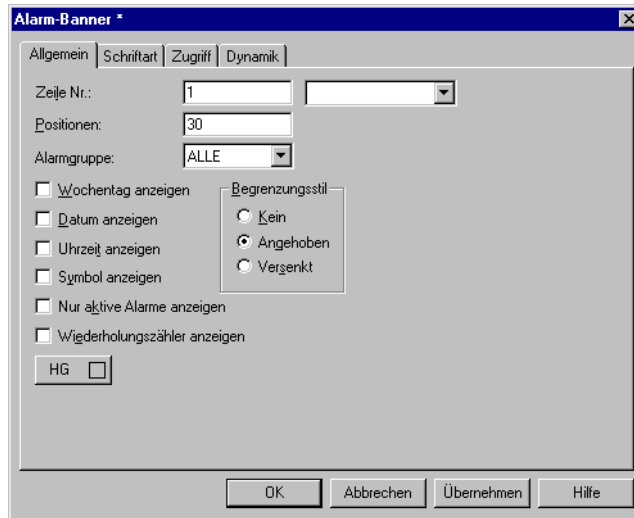 Alarm-Banner *
Allgemein Schriftart Zugriff Dynamik
Zeile Nr.: 1
Positionen: 30
Alarmgruppe: ALLE
Wochentag anzeigen Begrenzungsstil
Kein
Datum anzeigen
Angehoben
Uhrzeit anzeigen
Versenkt
Symbol anzeigen
Nur aktive Alarme anzeigen
Wiederholungszähler anzeigen
HG
OK Abbrechen Übernehmen Hilfe